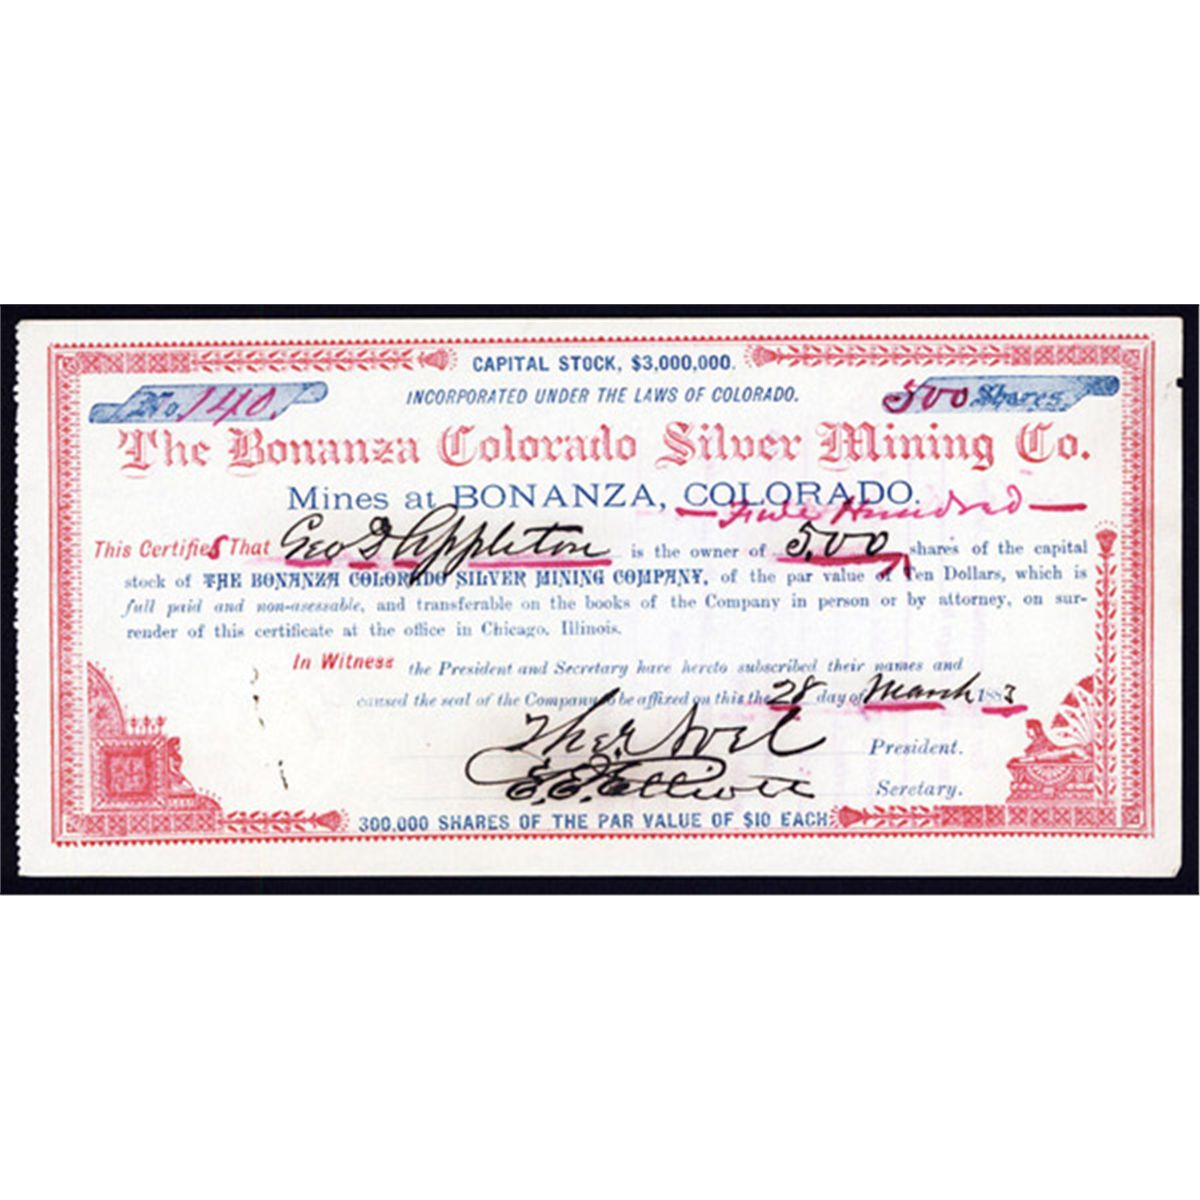 CAPITAL STOCK, $3,000,000.
No. 140.
INCORPORATED UNDER THE LAWS OF COLORADO.
500 Shares
The Bonanza Colorado Silver Mining Co.
Mines at BONANZA, COLORADO.
— Five Hundred —
This Certifies That Geo D Appleton is the owner of 500 shares of the capital
stock of THE BONANZA COLORADO SILVER MINING COMPANY, of the par value of Ten Dollars, which is
full paid and non-asessable, and transferable on the books of the Company in person or by attorney, on sur-
render of this certificate at the office in Chicago, Illinois.
In Witness the President and Secretary have hereto subscribed their names and
caused the seal of the Company to be affixed on this the 28 day of March 1883
President.
E. E. Elliott Seretary.
300,000 SHARES OF THE PAR VALUE OF $10 EACH